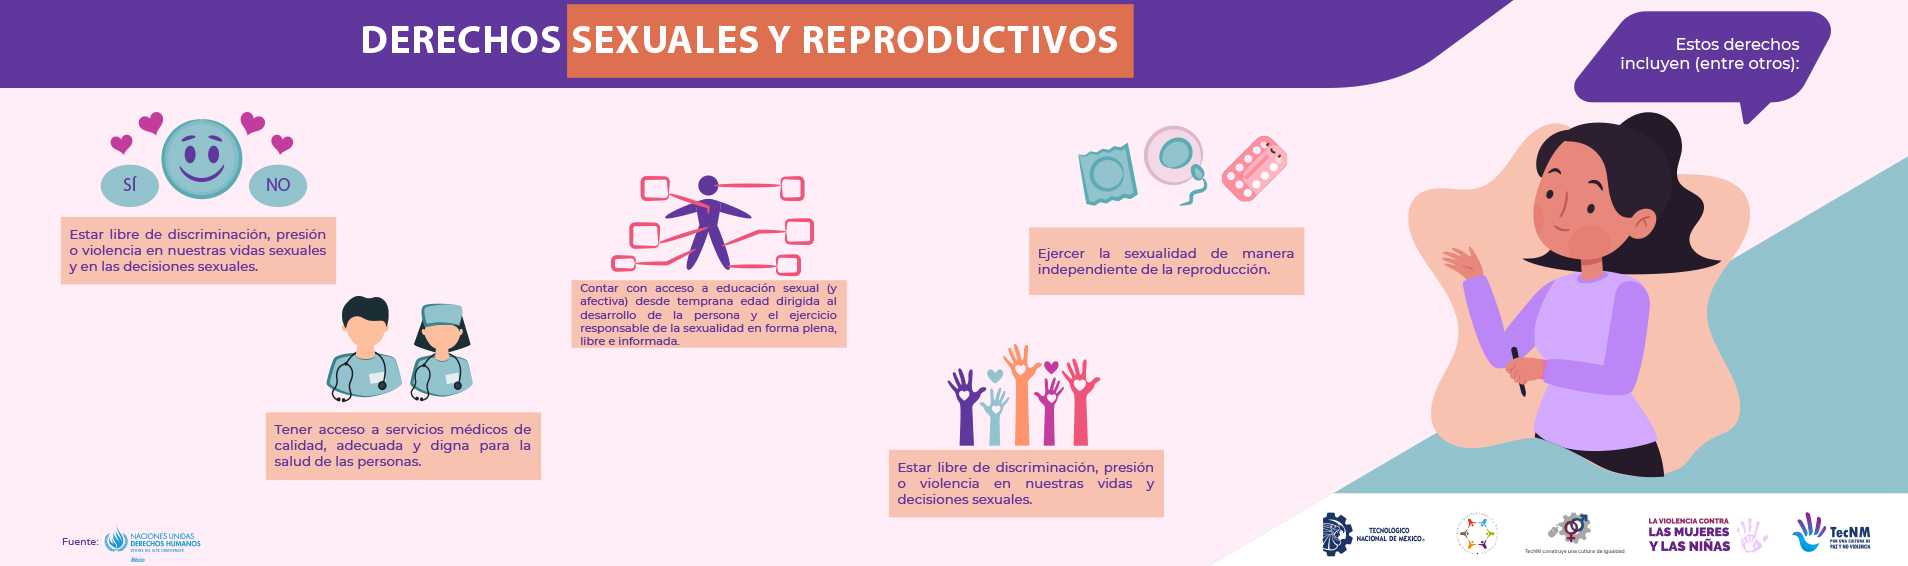 DERECHOS SEXUALES Y REPRODUCTIVOS
Estos derechos
incluyen (entre otros):
SÍ
NO
Estar libre de discriminación, presión
o violencia en nuestras vidas sexuales
y en las decisiones sexuales.
Tener acceso a servicios médicos de
calidad, adecuada y digna para la
salud de las personas.
Contar con acceso a educación sexual (y
afectiva) desde temprana edad dirigida al
desarrollo de la persona y el ejercicio
responsable de la sexualidad en forma plena,
libre e informada.
Ejercer la sexualidad de manera
independiente de la reproducción.
Estar libre de discriminación, presión
o violencia en nuestras vidas y
decisiones sexuales.
Fuente:
NACIONES UNIDAS
DERECHOS HUMANOS
OFICINA DEL ALTO COMISIONADO
México
TECNOLÓGICO
NACIONAL DE MÉXICO®
TecNM construye una cultura de igualdad
LA VIOLENCIA CONTRA
LAS MUJERES
Y LAS NIÑAS
TecNM
POR UNA CULTURA DE
PAZ Y NO VIOLENCIA